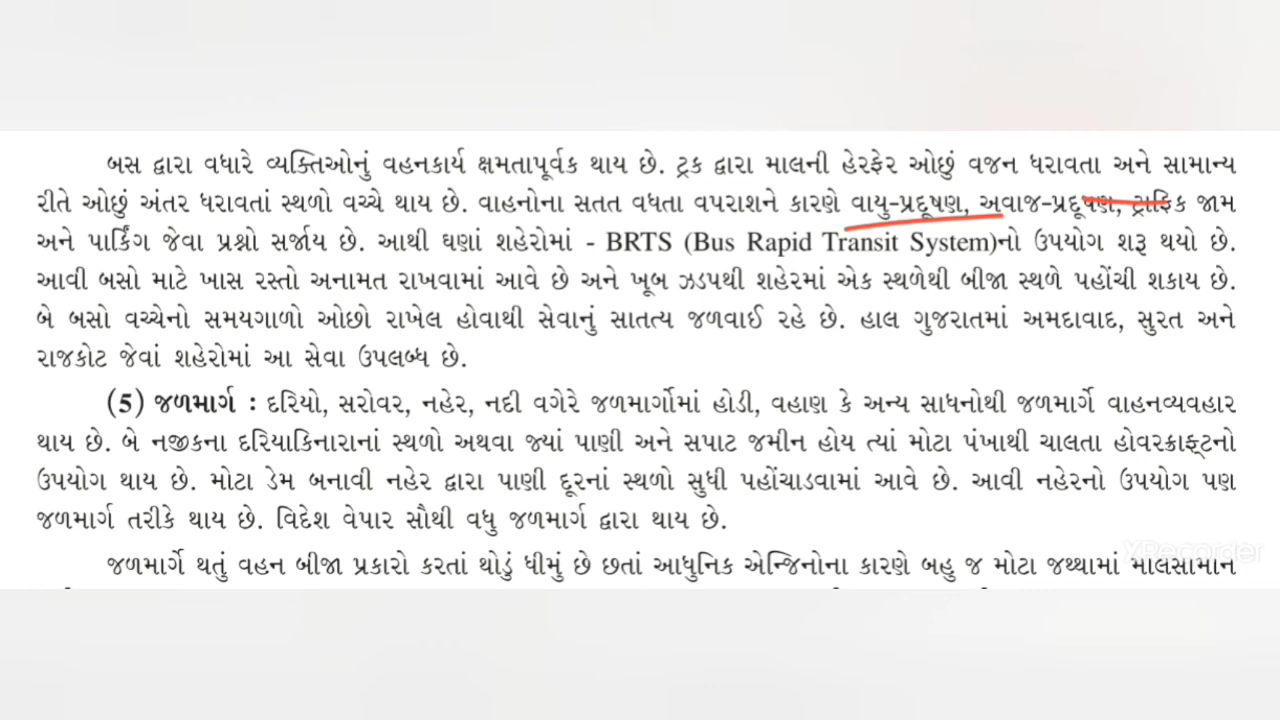 બસ દ્વારા વધારે વ્યક્તિઓનું વહનકાર્ય ક્ષમતાપૂર્વક થાય છે. ટ્રક દ્વારા માલની હેરફેર ઓછું વજન ધરાવતા અને સામાન્ય
રીતે ઓછું અંતર ધરાવતાં સ્થળો વચ્ચે થાય છે. વાહનોના સતત વધતા વપરાશને કારણે વાયુ-પ્રદૂષણ, અવાજ-પ્રદૂષણ, ટ્રાફિક જામ
અને પાર્કિંગ જેવા પ્રશ્નો સર્જાય છે. આથી ઘણાં શહેરોમાં - BRTS (Bus Rapid Transit System)નો ઉપયોગ શરૂ થયો છે.
આવી બસો માટે ખાસ રસ્તો અનામત રાખવામાં આવે છે અને ખૂબ ઝડપથી શહેરમાં એક સ્થળેથી બીજા સ્થળે પહોંચી શકાય છે.
બે બસો વચ્ચેનો સમયગાળો ઓછો રાખેલ હોવાથી સેવાનું સાતત્ય જળવાઈ રહે છે. હાલ ગુજરાતમાં અમદાવાદ, સુરત અને
રાજકોટ જેવાં શહેરોમાં આ સેવા ઉપલબ્ધ છે.
(5) જળમાર્ગ : દરિયો, સરોવર, નહેર, નદી વગેરે જળમાર્ગોમાં હોડી, વહાણ કે અન્ય સાધનોથી જળમાર્ગે વાહનવ્યવહાર
થાય છે. બે નજીકના દરિયાકિનારાનાં સ્થળો અથવા જ્યાં પાણી અને સપાટ જમીન હોય ત્યાં મોટા પંખાથી ચાલતા હોવરક્રાફ્ટનો
ઉપયોગ થાય છે. મોટા ડેમ બનાવી નહેર દ્વારા પાણી દૂરનાં સ્થળો સુધી પહોંચાડવામાં આવે છે. આવી નહેરનો ઉપયોગ પણ
જળમાર્ગ તરીકે થાય છે. વિદેશ વેપાર સૌથી વધુ જળમાર્ગ દ્વારા થાય છે.
જળમાર્ગે થતું વહન બીજા પ્રકારો કરતાં થોડું ધીમું છે છતાં આધુનિક એન્જિનોના કારણે બહુ જ મોટા જથ્થામાં માલસામાન
XRecorder